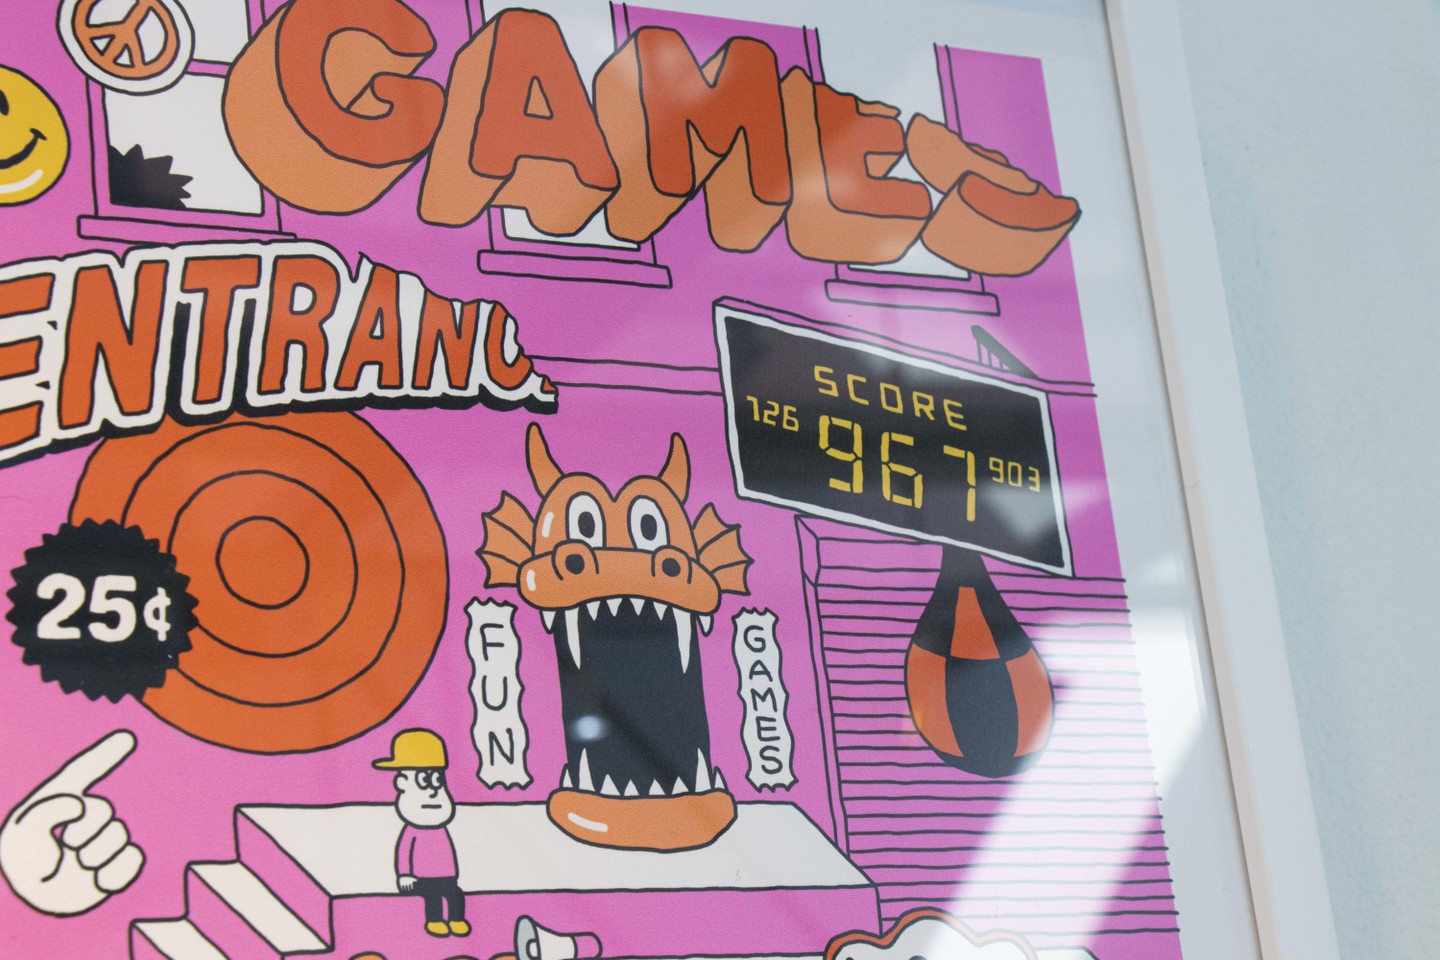 GAMES
ENTRANC
SCORE
126 967 903
25¢
FUN
GAMES